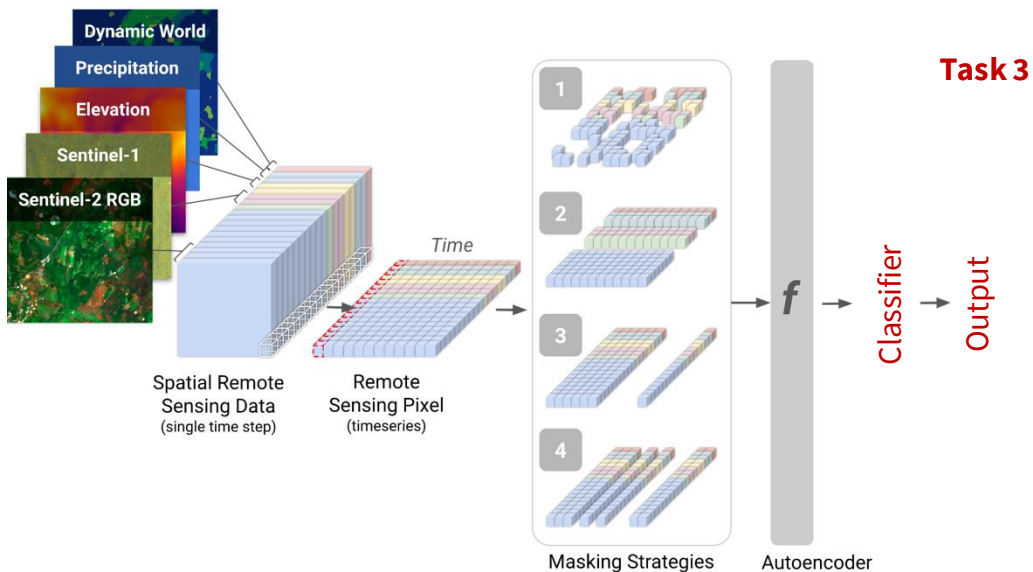 Dynamic World
Precipitation
Elevation
Sentinel-1
Sentinel-2 RGB
Spatial Remote
Sensing Data
(single time step)
Time
Remote
Sensing Pixel
(timeseries)
1
2
3
4
Masking Strategies
f
Autoencoder
Classifier
Output
Task 3